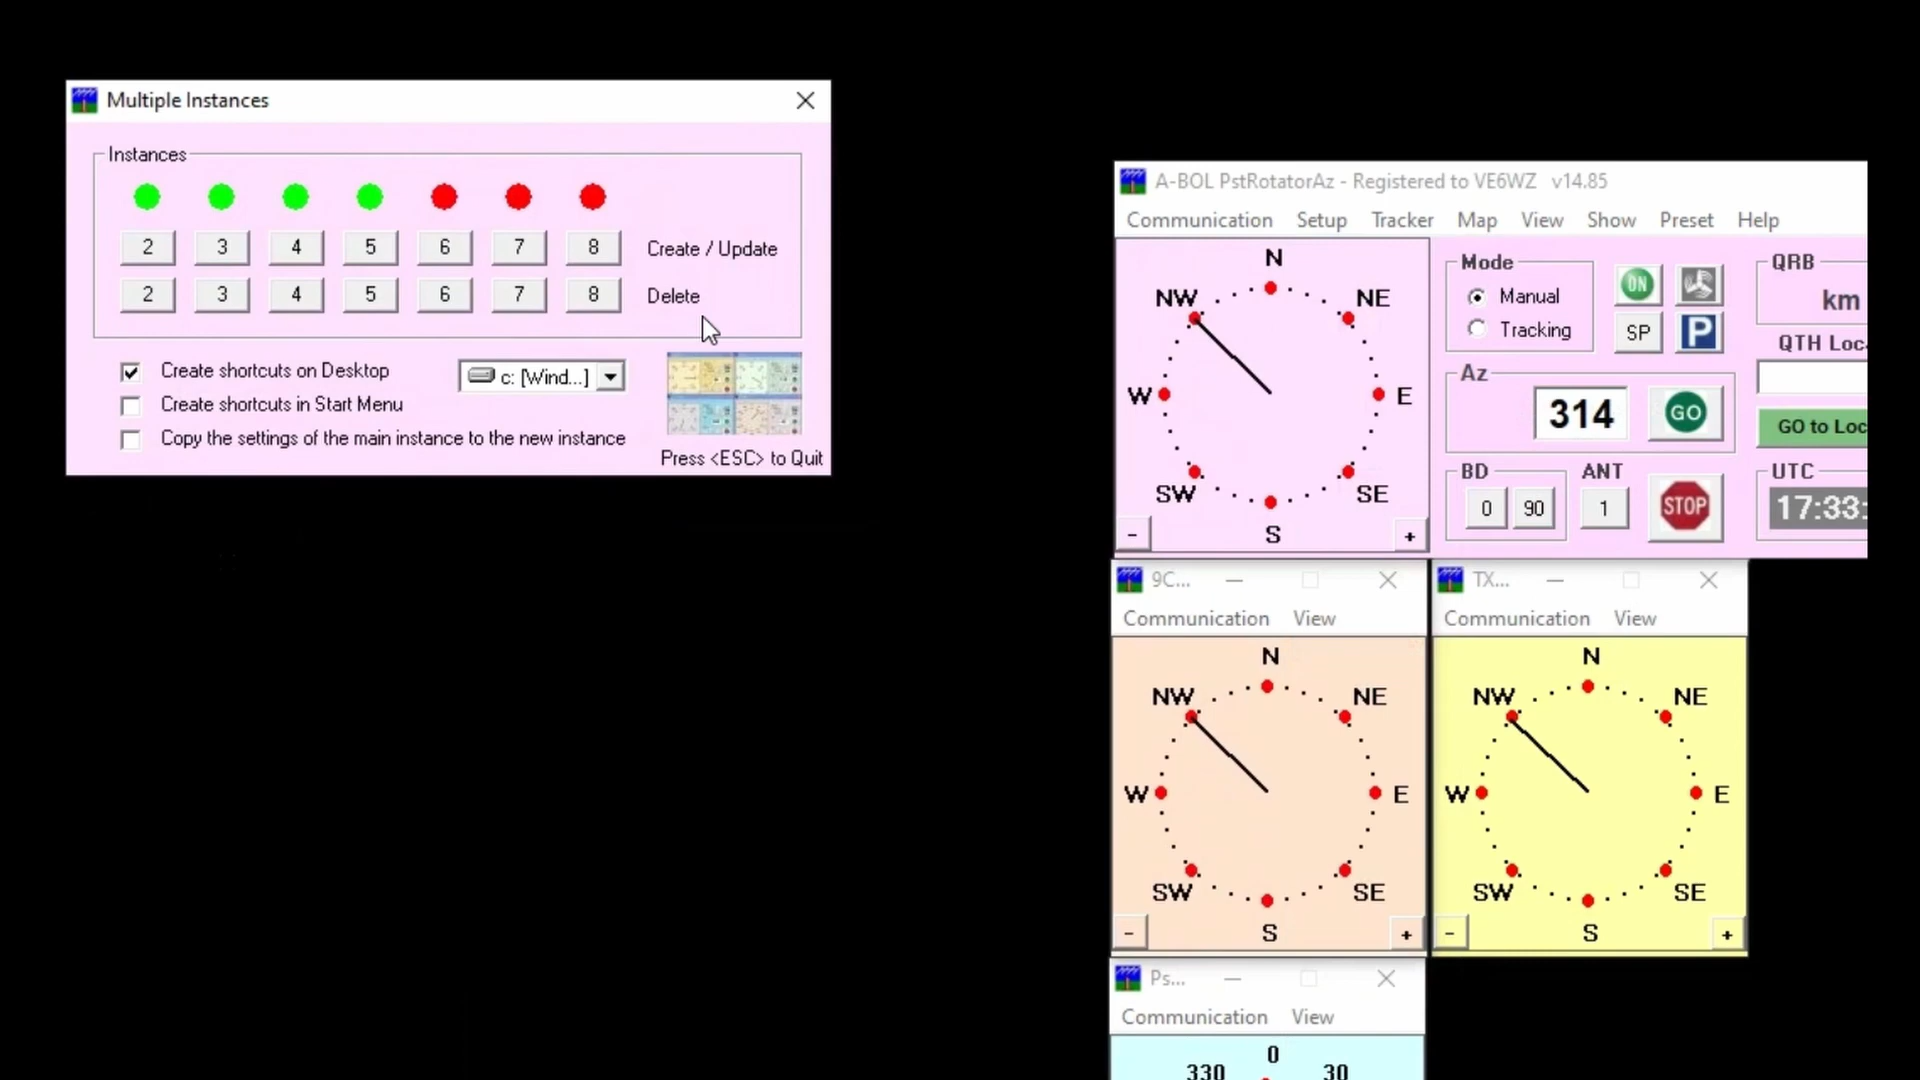 Multiple Instances
Instances
2 3 4 5 6 7 8 Create / Update
2 3 4 5 6 7 8 Delete
Create shortcuts on Desktop
c: [Wind...]
Create shortcuts in Start Menu
Copy the settings of the main instance to the new instance
Press <ESC> to Quit
A-BOL PstRotatorAz - Registered to VE6WZ v14.85
Communication Setup Tracker Map View Show Preset Help
N
NW NE
W E
SW SE
S
- +
Mode
Manual
Tracking
ON
SP P
QRB
km
QTH Loc
Az
314 GO
GO to Loc
BD
0 90
ANT
1
STOP
UTC
17:33:
9C...
Communication View
N
NW NE
W E
SW SE
S
- +
TX...
Communication View
N
NW NE
W E
SW SE
S
- +
Ps...
Communication View
0
330 30